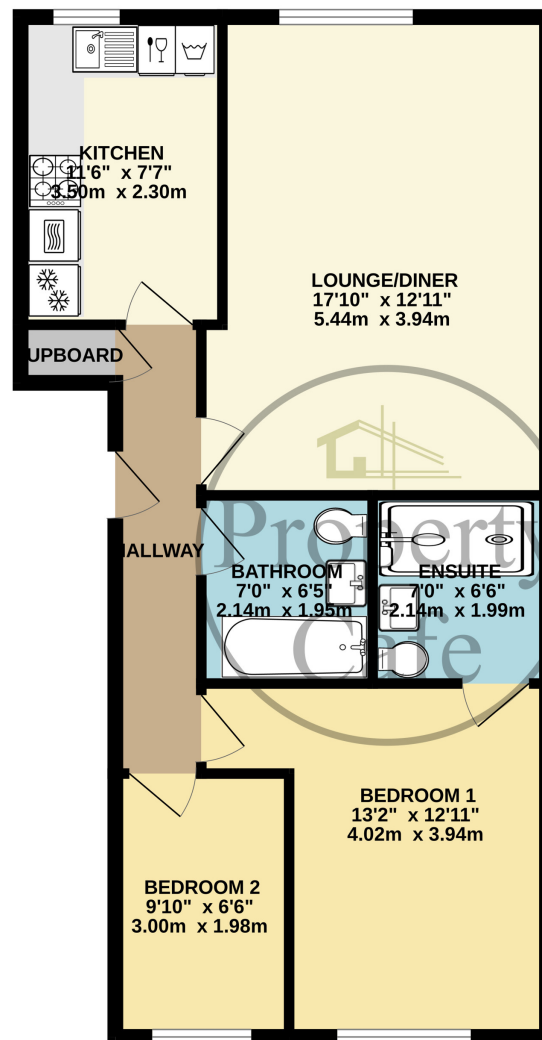 KITCHEN
11'6" x 7'7"
3.50m x 2.30m
LOUNGE/DINER
17'10" x 12'11"
5.44m x 3.94m
UPBOARD
HALLWAY
BATHROOM
7'0" x 6'5"
2.14m x 1.95m
ENSUITE
7'0" x 6'6"
2.14m x 1.99m
Property
Cafe
BEDROOM 1
13'2" x 12'11"
4.02m x 3.94m
BEDROOM 2
9'10" x 6'6"
3.00m x 1.98m